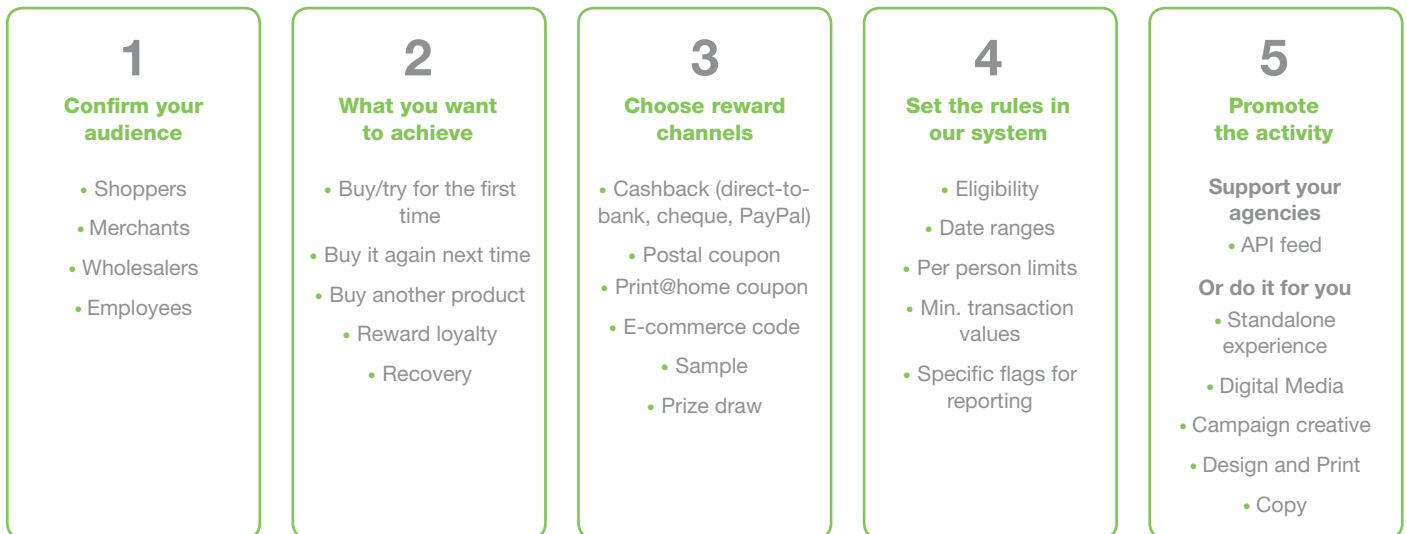 1
Confirm your
audience
• Shoppers
• Merchants
• Wholesalers
• Employees
2
What you want
to achieve
• Buy/try for the first
time
• Buy it again next time
• Buy another product
• Reward loyalty
• Recovery
3
Choose reward
channels
• Cashback (direct-to-
bank, cheque, PayPal)
• Postal coupon
• Print@home coupon
• E-commerce code
• Sample
• Prize draw
4
Set the rules in
our system
• Eligibility
• Date ranges
• Per person limits
• Min. transaction
values
• Specific flags for
reporting
5
Promote
the activity
Support your
agencies
• API feed
Or do it for you
• Standalone
experience
• Digital Media
• Campaign creative
• Design and Print
• Copy